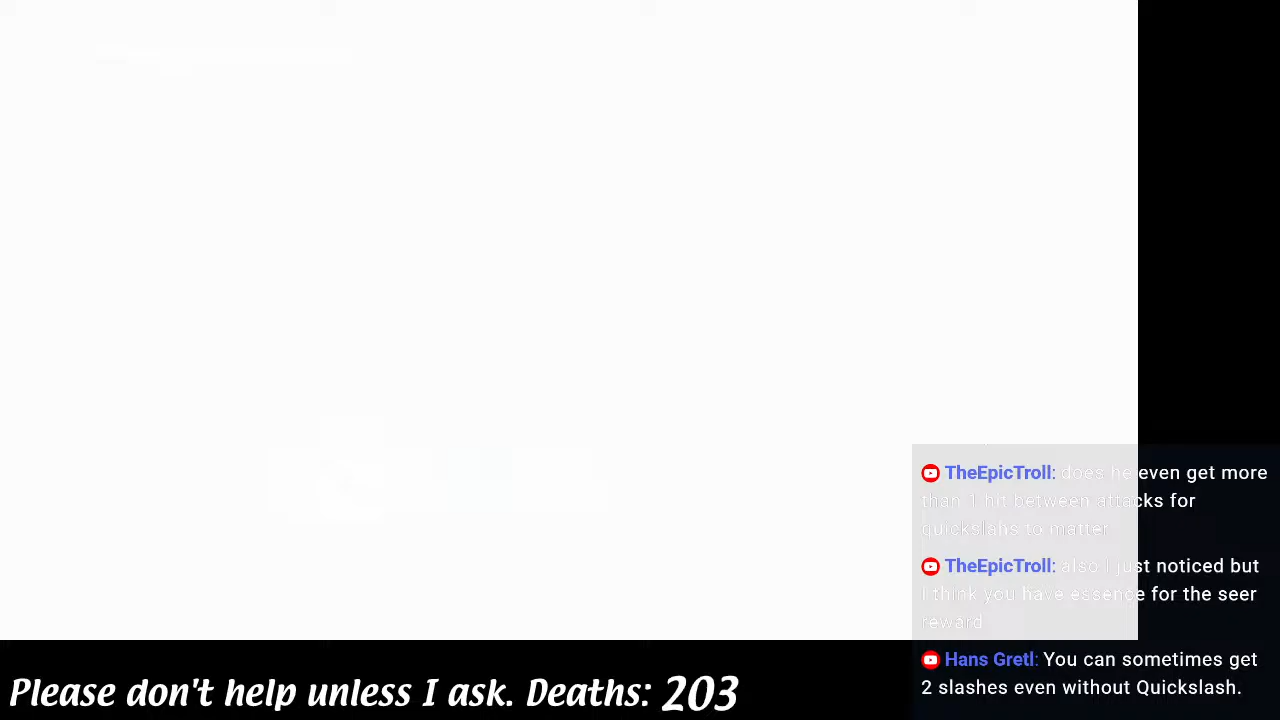 TheEpicTroll: does he even get more
than 1 hit between attacks for
quickslahs to matter
TheEpicTroll: also i just noticed but
I think you have essence for the seer
reward
Hans Gretl: You can sometimes get
2 slashes even without Quickslash.
Please don't help unless I ask. Deaths: 203